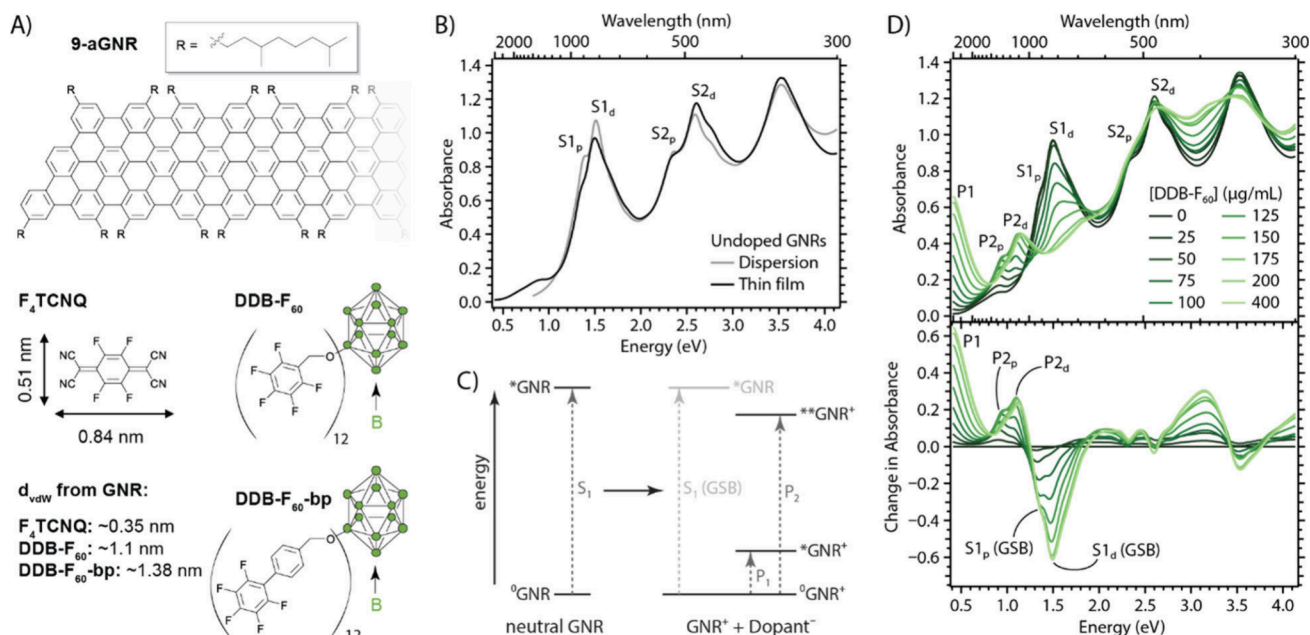 A)
9-aGNR
R =
R R R R R R
R R R R R R
F₄TCNQ
0.51 nm
NC CN
F F
F F
NC CN
0.84 nm
DDB-F₆₀
F
F
F
F
F
O
B
12
d_vdW from GNR:
F₄TCNQ: ~0.35 nm
DDB-F₆₀: ~1.1 nm
DDB-F₆₀-bp: ~1.38 nm
DDB-F₆₀-bp
F
F
F
F
F
O
B
12
B)
Wavelength (nm)
2000 1000 500 300
Absorbance
1.4
1.2
1.0
0.8
0.6
0.4
0.2
0.0
S1p
S1d
S2p
S2d
Undoped GNRs
Dispersion
Thin film
0.5 1.0 1.5 2.0 2.5 3.0 3.5 4.0
Energy (eV)
C)
energy
*GNR
S₁
⁰GNR
neutral GNR
*GNR
S₁ (GSB)
**GNR⁺
P₂
*GNR⁺
P₁
⁰GNR⁺
GNR⁺ + Dopant⁻
D)
Wavelength (nm)
2000 1000 500 300
Absorbance
1.4
1.2
1.0
0.8
0.6
0.4
0.2
0.0
P1
P2p
P2d
S1p
S1d
S2p
S2d
[DDB-F₆₀] (µg/mL)
0 125
25 150
50 175
75 200
100 400
Change in Absorbance
0.6
0.4
0.2
0.0
−0.2
−0.4
−0.6
P1
P2p
P2d
S1p (GSB)
S1d (GSB)
0.5 1.0 1.5 2.0 2.5 3.0 3.5 4.0
Energy (eV)